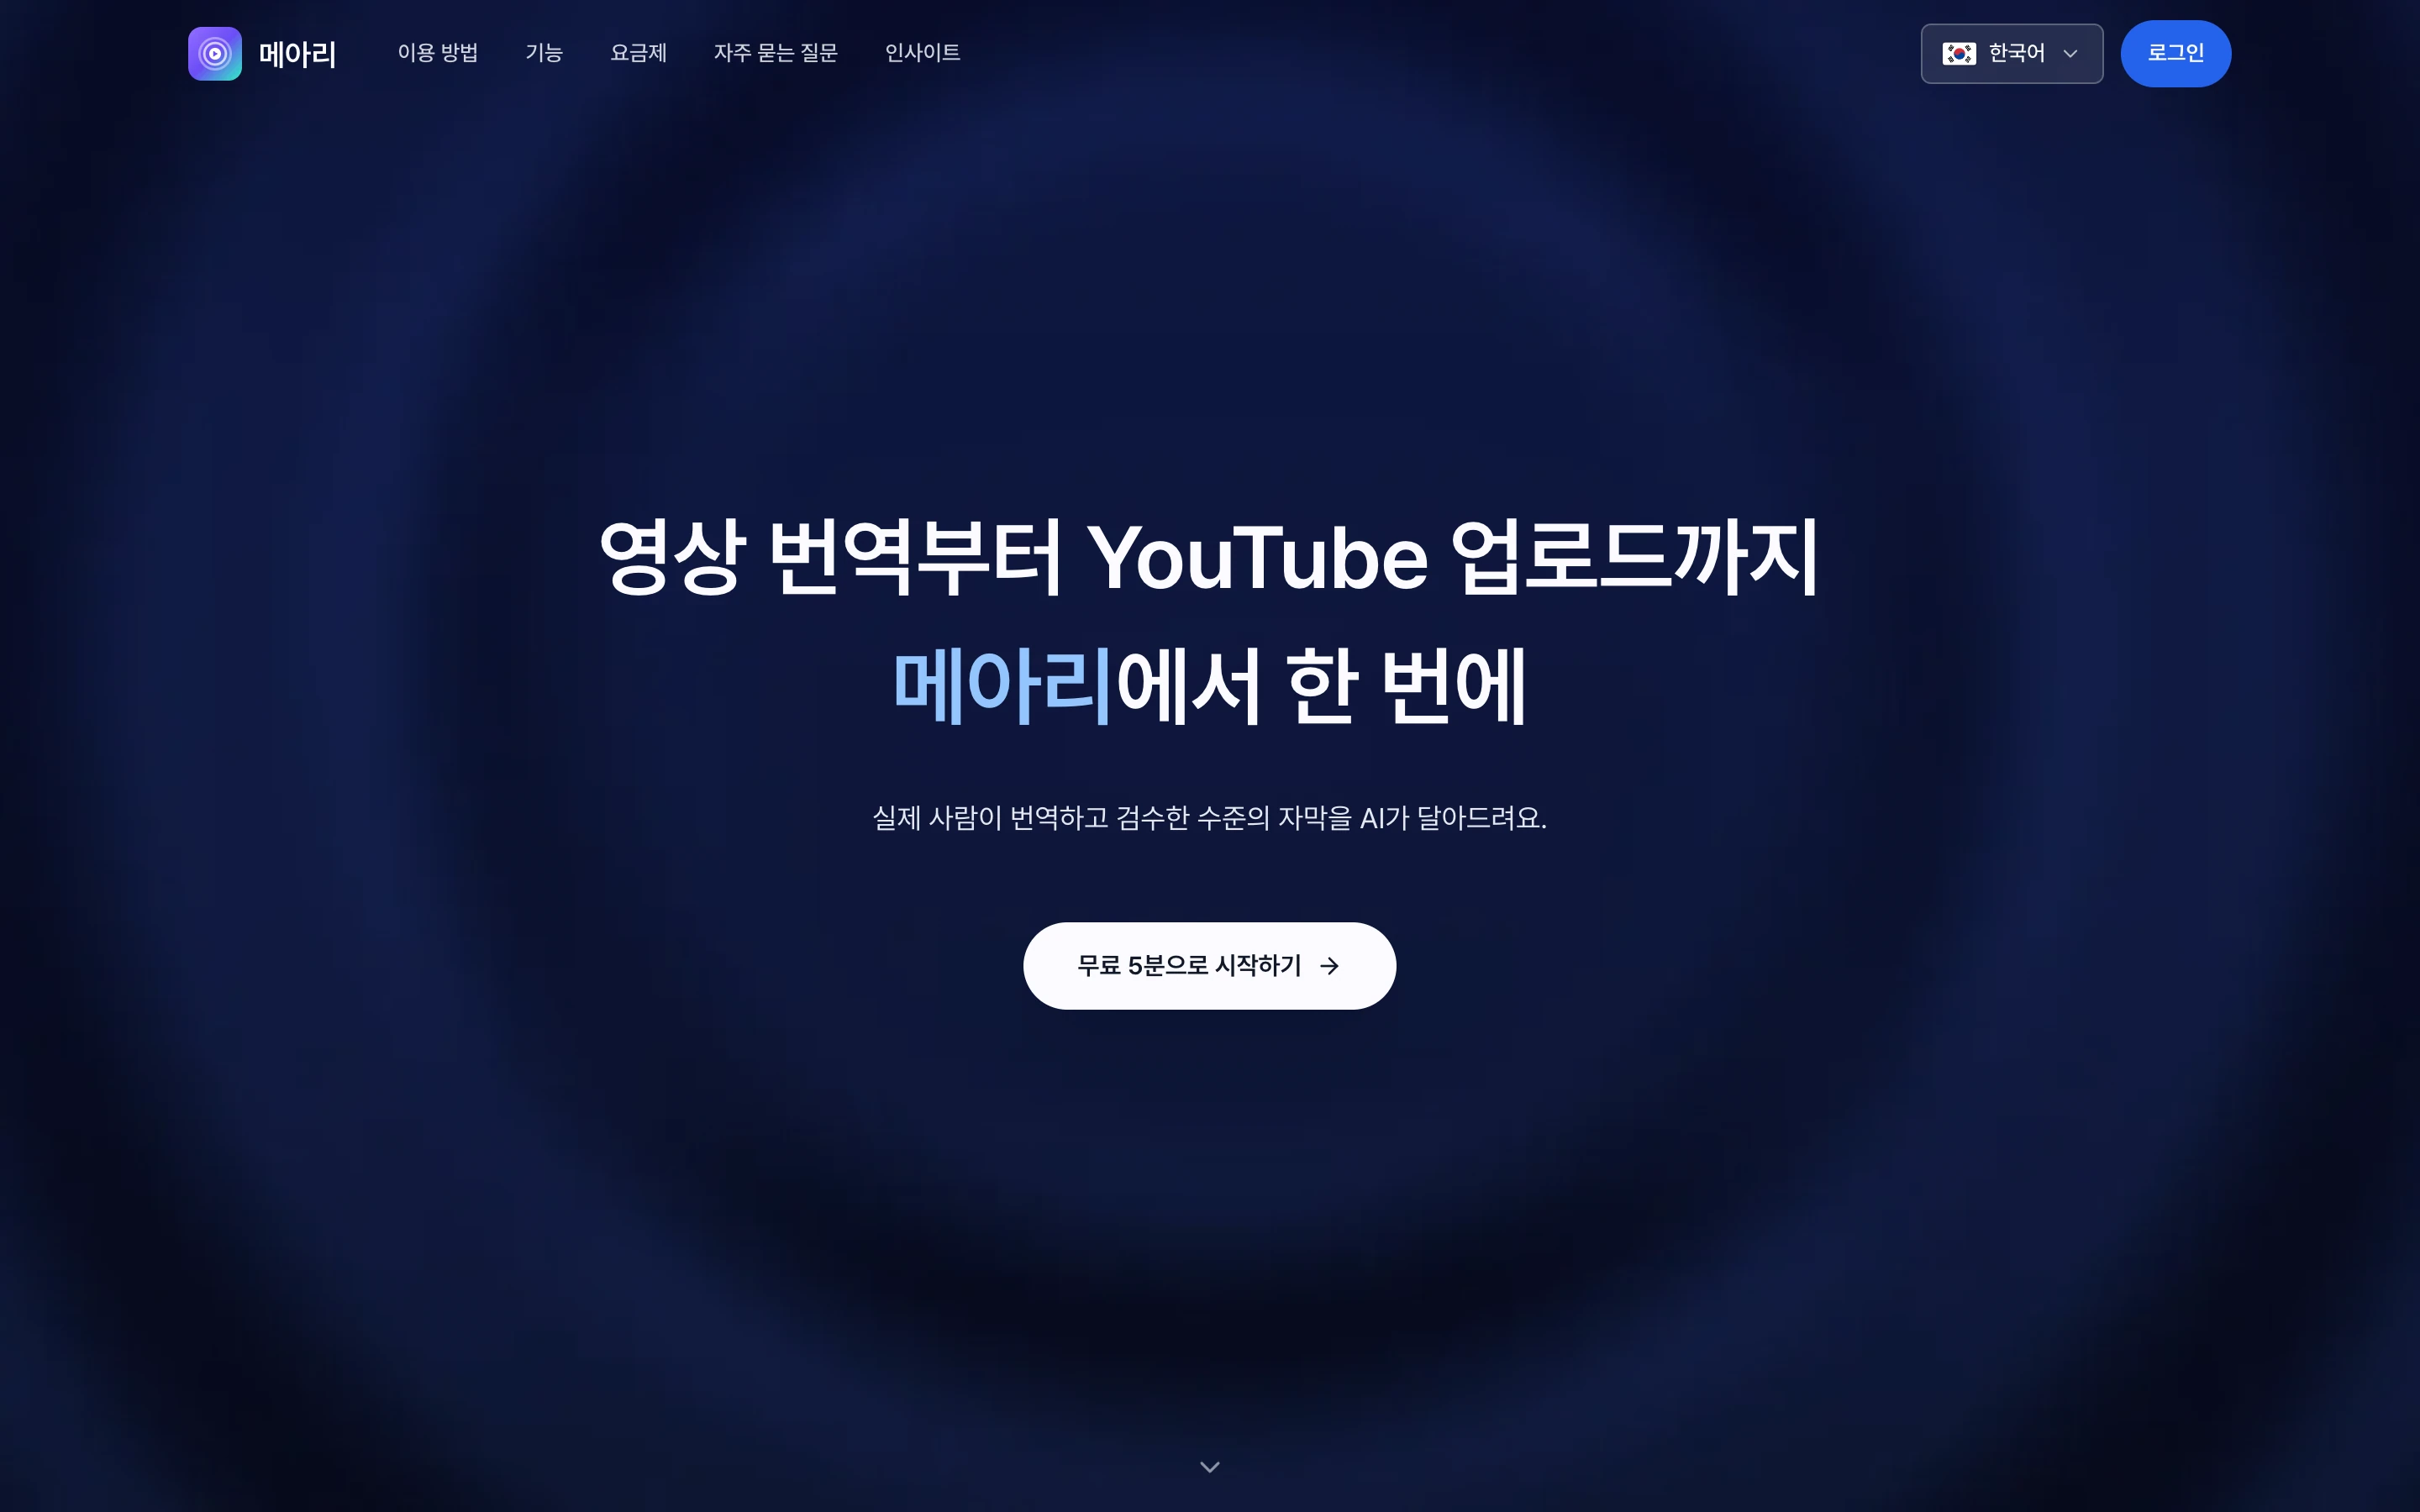 메아리
이용 방법
기능
요금제
자주 묻는 질문
인사이트
한국어
로그인
영상 번역부터 YouTube 업로드까지
메아리에서 한 번에
실제 사람이 번역하고 검수한 수준의 자막을 AI가 달아드려요.
무료 5분으로 시작하기